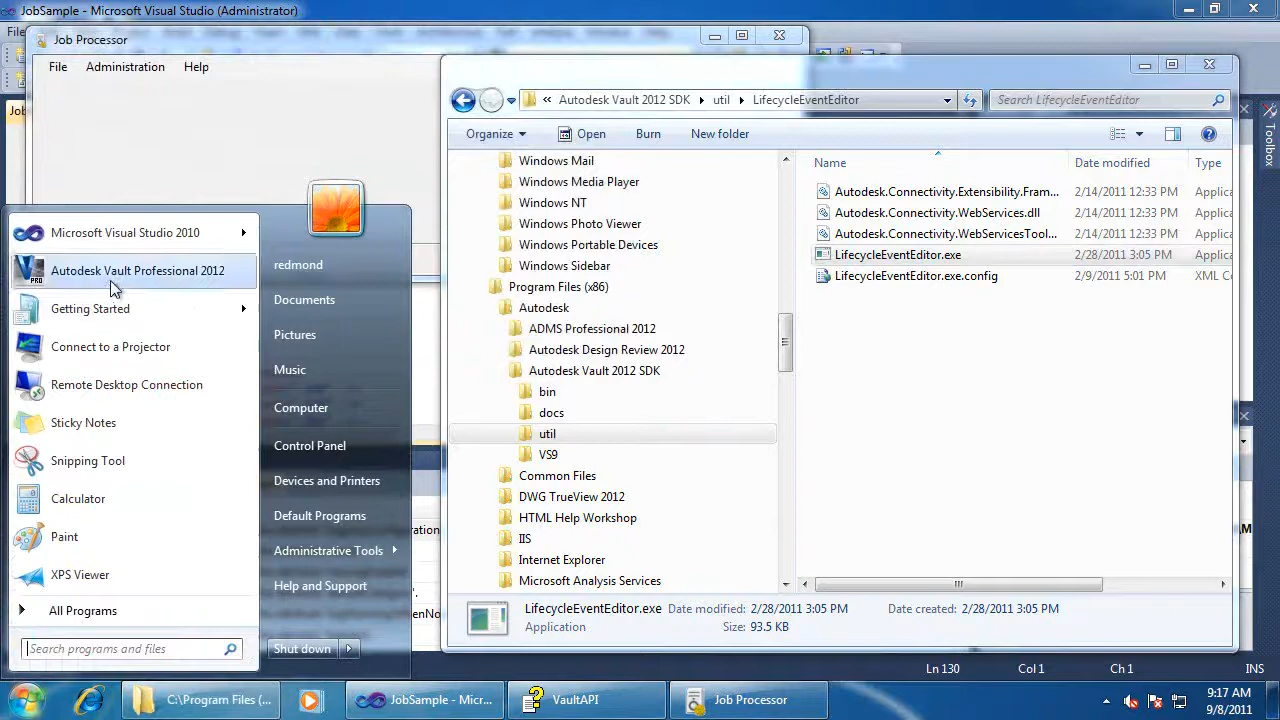 JobSample - Microsoft Visual Studio (Administrator)
Job Processor
File Administration Help
Autodesk Vault 2012 SDK util LifecycleEventEditor
Search LifecycleEventEditor
Organize Open Burn New folder
Name Date modified Type
Windows Mail
Windows Media Player
Windows NT
Windows Photo Viewer
Windows Portable Devices
Windows Sidebar
Program Files (x86)
Autodesk
ADMS Professional 2012
Autodesk Design Review 2012
Autodesk Vault 2012 SDK
bin
docs
util
VS9
Common Files
DWG TrueView 2012
HTML Help Workshop
IIS
Internet Explorer
Microsoft Analysis Services
Autodesk.Connectivity.Extensibility.Fram... 2/14/2011 12:33 PM Applica
Autodesk.Connectivity.WebServices.dll 2/14/2011 12:33 PM Applica
Autodesk.Connectivity.WebServicesTool... 2/14/2011 12:33 PM Applica
LifecycleEventEditor.exe 2/28/2011 3:05 PM Applica
LifecycleEventEditor.exe.config 2/9/2011 5:01 PM XML C
LifecycleEventEditor.exe Date modified: 2/28/2011 3:05 PM Date created: 2/28/2011 3:05 PM
Application Size: 93.5 KB
Microsoft Visual Studio 2010
Autodesk Vault Professional 2012
Getting Started
Connect to a Projector
Remote Desktop Connection
Sticky Notes
Snipping Tool
Calculator
Paint
XPS Viewer
All Programs
Search programs and files
redmond
Documents
Pictures
Music
Computer
Control Panel
Devices and Printers
Default Programs
Administrative Tools
Help and Support
Shut down
Toolbox
Ln 130 Col 1 Ch 1 INS
C:\Program Files (... JobSample - Micr... VaultAPI Job Processor
9:17 AM
9/8/2011